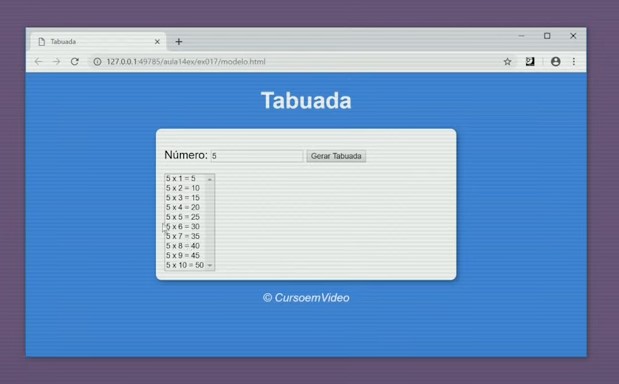 Tabuada
127.0.0.1:49785/aula14ex/ex017/modelo.html
Tabuada
Número: 5 Gerar Tabuada
5 x 1 = 5
5 x 2 = 10
5 x 3 = 15
5 x 4 = 20
5 x 5 = 25
5 x 6 = 30
5 x 7 = 35
5 x 8 = 40
5 x 9 = 45
5 x 10 = 50
© CursoemVideo